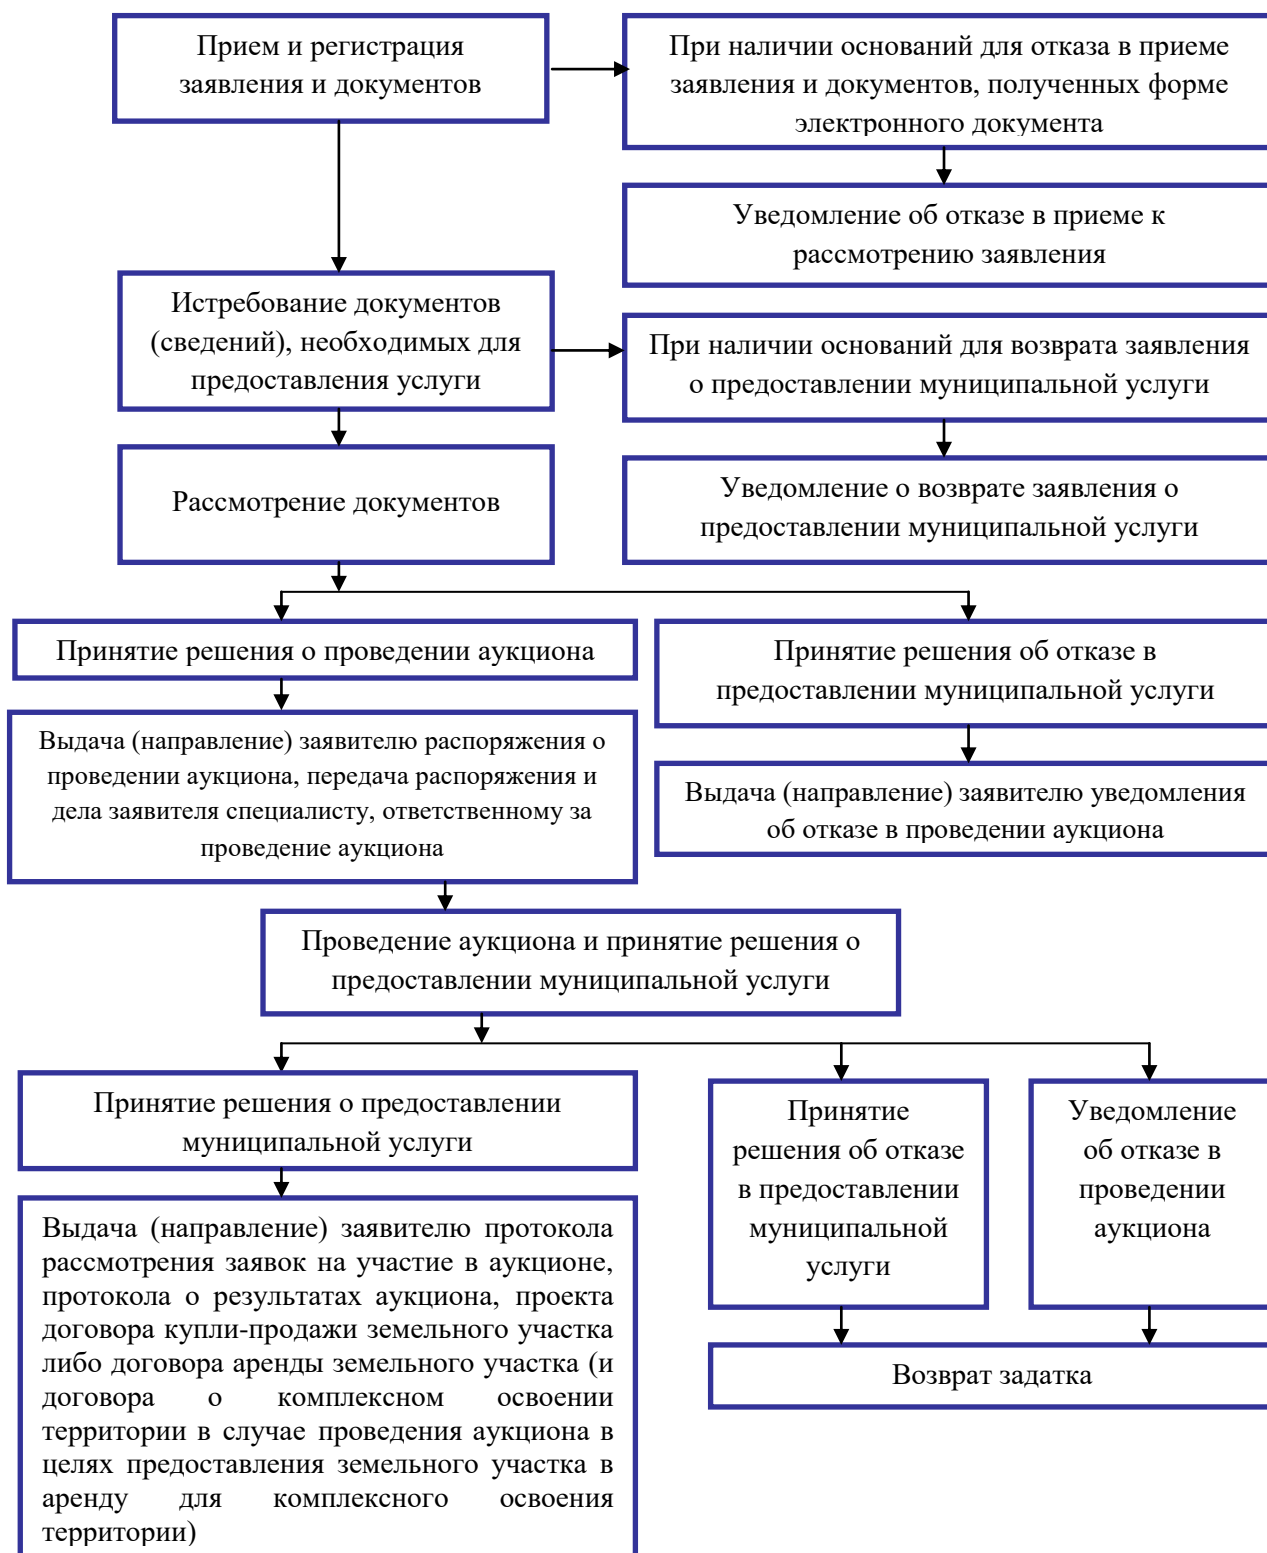 Прием и регистрация
заявления и документов
При наличии оснований для отказа в приеме
заявления и документов, полученных форме
электронного документа
Уведомление об отказе в приеме к
рассмотрению заявления
Истребование документов
(сведений), необходимых для
предоставления услуги
При наличии оснований для возврата заявления
о предоставлении муниципальной услуги
Рассмотрение документов
Уведомление о возврате заявления о
предоставлении муниципальной услуги
Принятие решения о проведении аукциона
Принятие решения об отказе в
предоставлении муниципальной услуги
Выдача (направление) заявителю распоряжения о
проведении аукциона, передача распоряжения и
дела заявителя специалисту, ответственному за
проведение аукциона
Выдача (направление) заявителю уведомления
об отказе в проведении аукциона
Проведение аукциона и принятие решения о
предоставлении муниципальной услуги
Принятие решения о предоставлении
муниципальной услуги
Принятие
решения об отказе
в предоставлении
муниципальной
услуги
Уведомление
об отказе в
проведении
аукциона
Выдача (направление) заявителю протокола
рассмотрения заявок на участие в аукционе,
протокола о результатах аукциона, проекта
договора купли-продажи земельного участка
либо договора аренды земельного участка (и
договора о комплексном освоении
территории в случае проведения аукциона в
целях предоставления земельного участка в
аренду для комплексного освоения
территории)
Возврат задатка